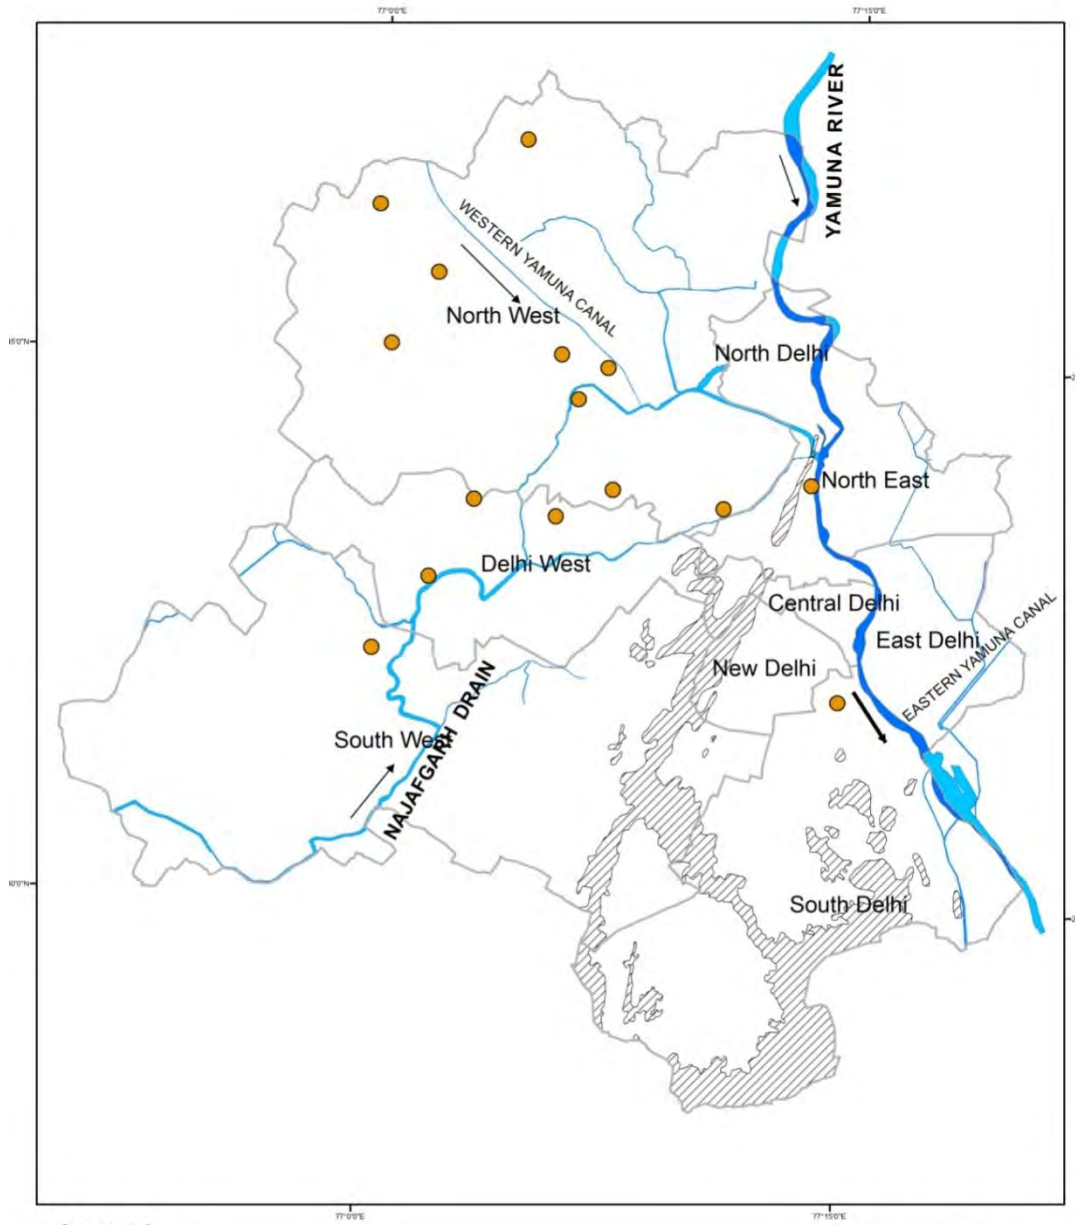 77°0'0"E
77°15'0"E
YAMUNA RIVER
WESTERN YAMUNA CANAL
North West
North Delhi
North East
Delhi West
Central Delhi
East Delhi
EASTERN YAMUNA CANAL
New Delhi
South West
NAJAFGARH DRAIN
South Delhi
77°0'0"E
77°15'0"E